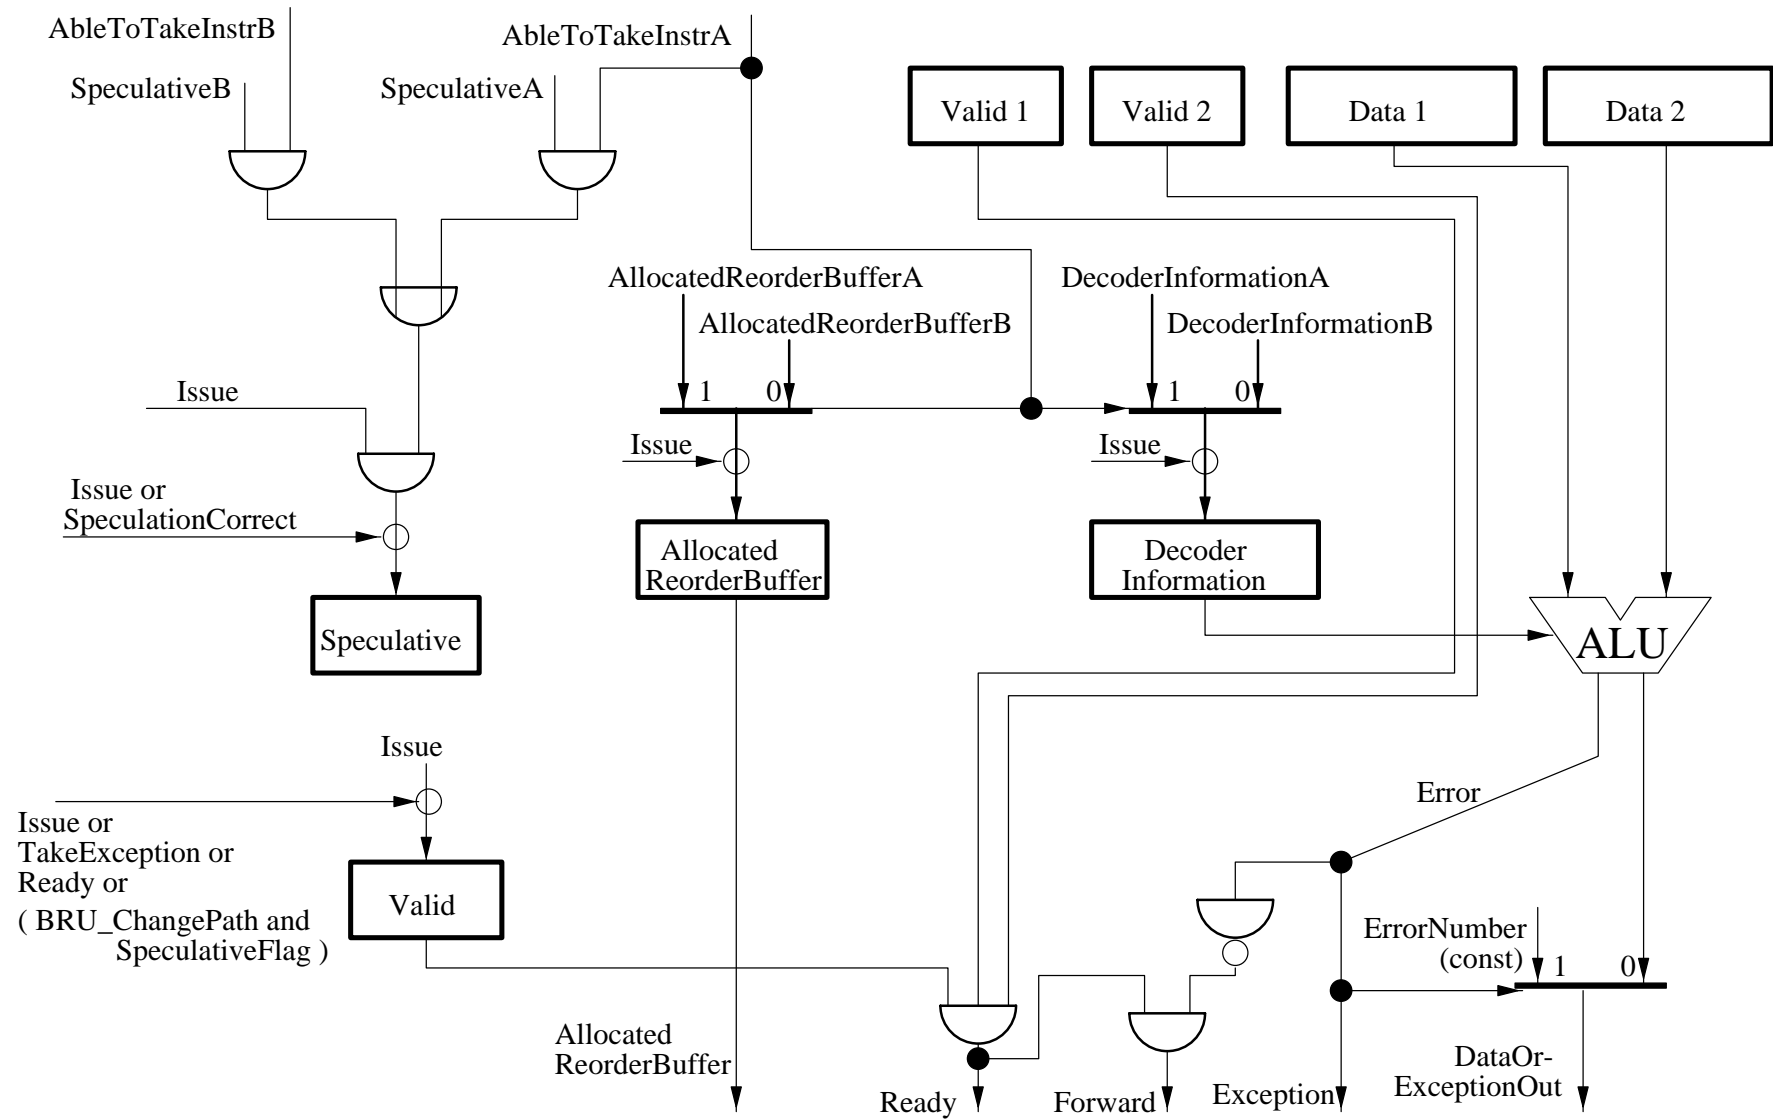 AbleToTakeInstrB
AbleToTakeInstrA
SpeculativeB
SpeculativeA
Valid 1
Valid 2
Data 1
Data 2
AllocatedReorderBufferA
DecoderInformationA
AllocatedReorderBufferB
DecoderInformationB
Issue
1
0
1
0
Issue
Issue
Issue or
SpeculationCorrect
Allocated
ReorderBuffer
Decoder
Information
Speculative
ALU
Issue
Issue or
TakeException or
Ready or
( BRU_ChangePath and
SpeculativeFlag )
Valid
Error
ErrorNumber
(const)
1
0
Allocated
ReorderBuffer
Ready
Forward
Exception
DataOr-
ExceptionOut